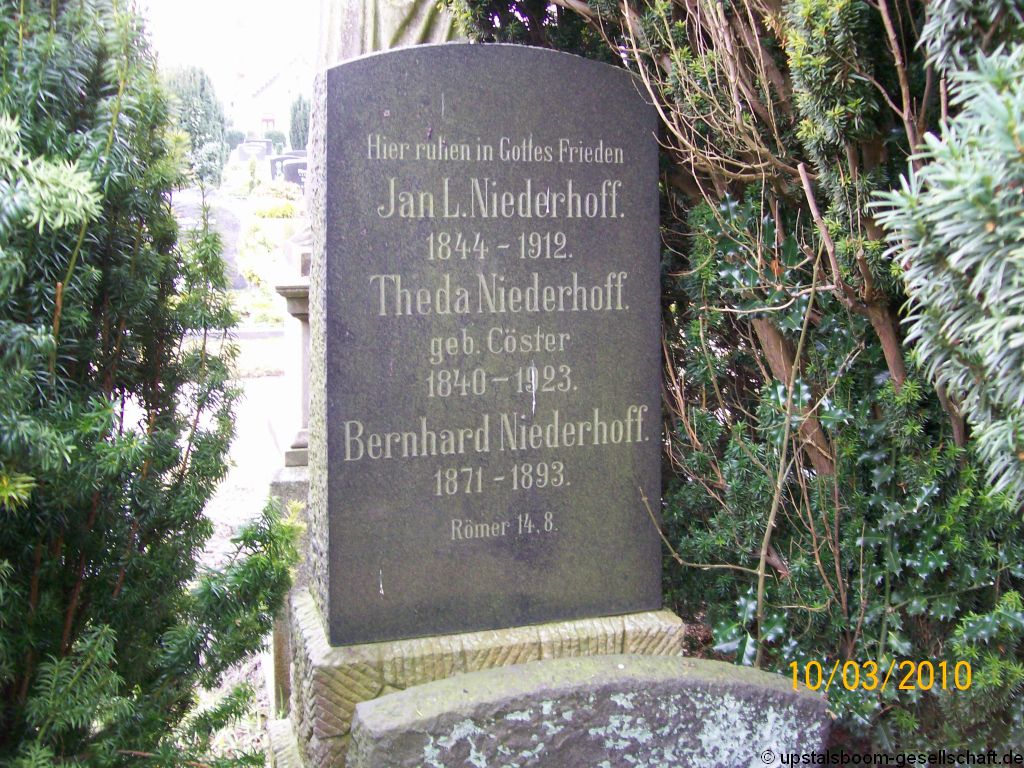 Hier ruhen in Gottes Frieden
Jan L. Niederhoff.
1844 - 1912.
Theda Niederhoff.
geb. Cöster
1840 - 1923.
Bernhard Niederhoff.
1871 - 1893.
Römer 14, 8.
10/03/2010
© upstalsboom-gesellschaft.de